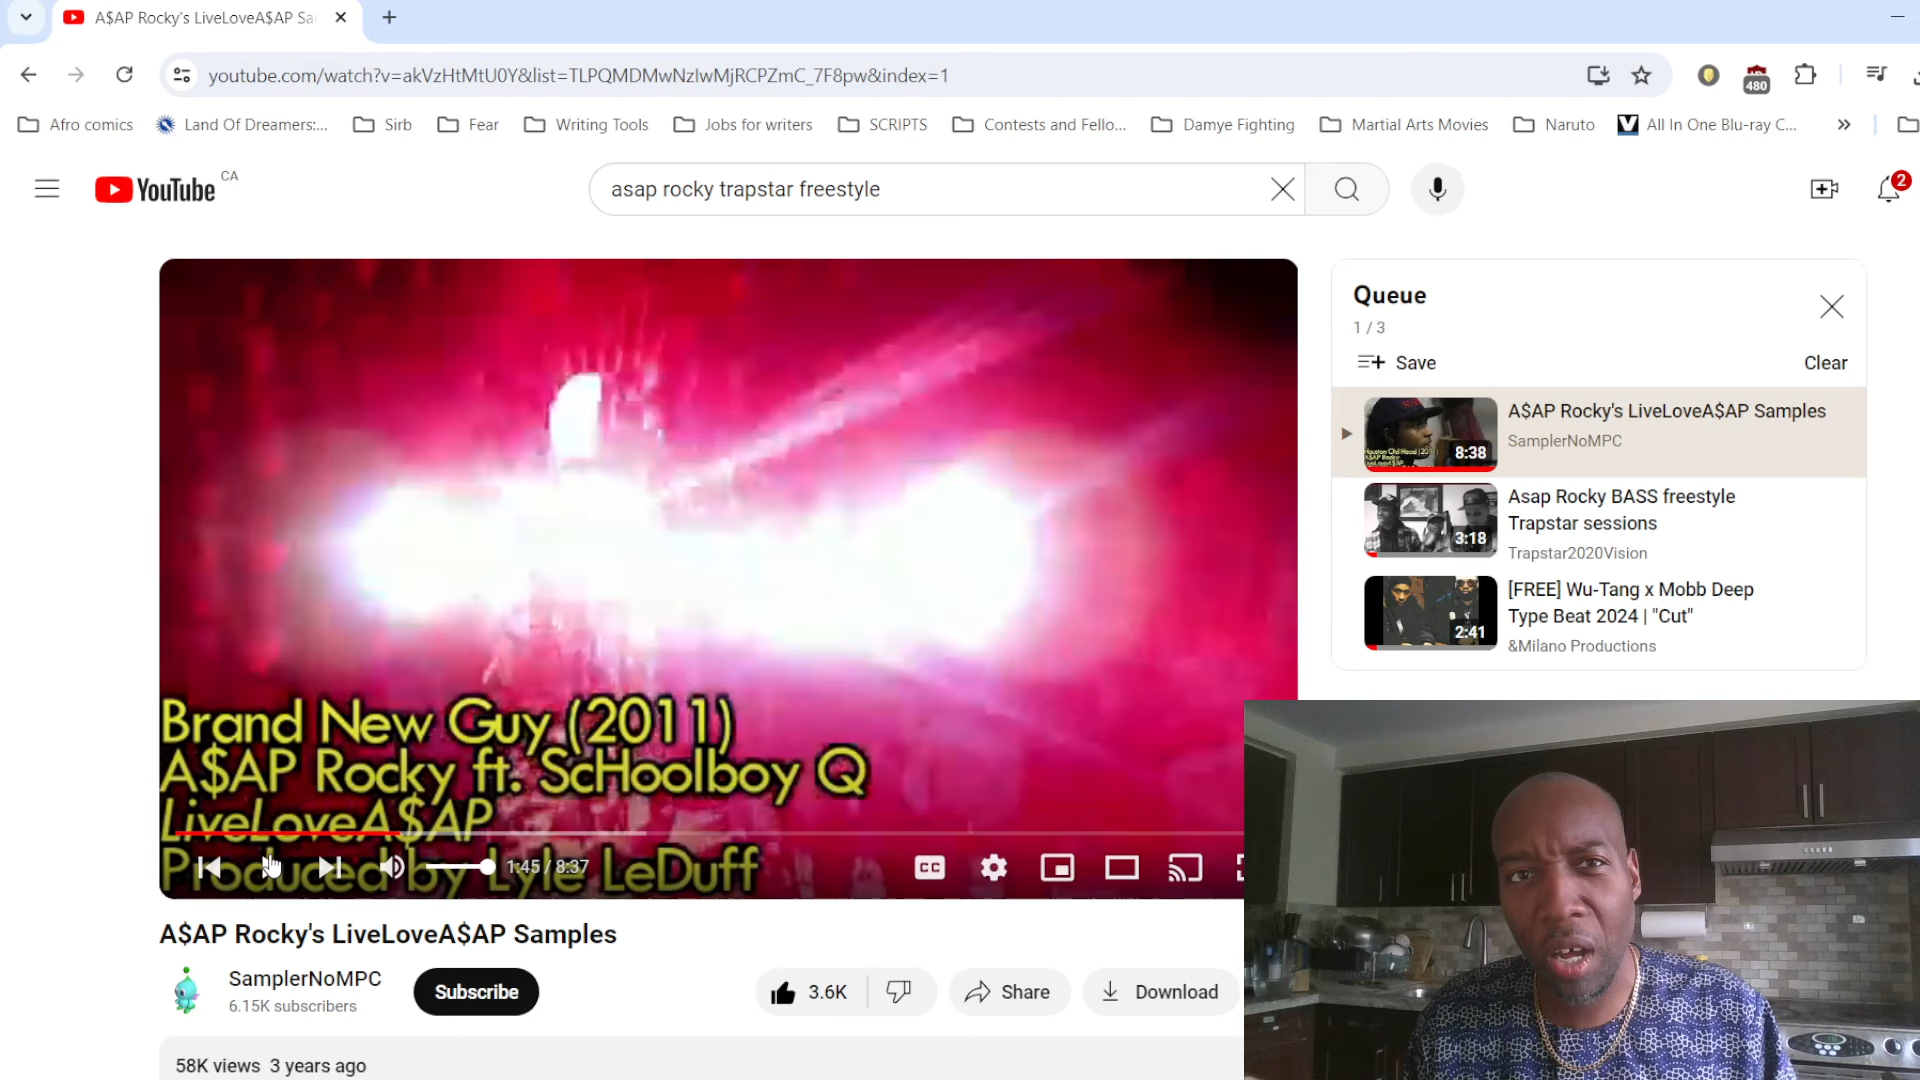 A$AP Rocky's LiveLoveA$AP Sa
youtube.com/watch?v=akVzHtMtU0Y&list=TLPQMDMwNzIwMjRCPZmC_7F8pw&index=1
480
Afro comics
Land Of Dreamers:...
Sirb
Fear
Writing Tools
Jobs for writers
SCRIPTS
Contests and Fello...
Damye Fighting
Martial Arts Movies
Naruto
All In One Blu-ray C...
YouTube CA
asap rocky trapstar freestyle
2
Brand New Guy (2011)
A$AP Rocky ft. ScHoolboy Q
LiveLoveA$AP
Produced by Lyle LeDuff
1:45 / 8:37
CC
Queue
1 / 3
Save
Clear
A$AP Rocky's LiveLoveA$AP Samples
SamplerNoMPC
8:38
Asap Rocky BASS freestyle
Trapstar sessions
Trapstar2020Vision
3:18
[FREE] Wu-Tang x Mobb Deep
Type Beat 2024 | "Cut"
&Milano Productions
2:41
A$AP Rocky's LiveLoveA$AP Samples
SamplerNoMPC
6.15K subscribers
Subscribe
3.6K
Share
Download
58K views 3 years ago